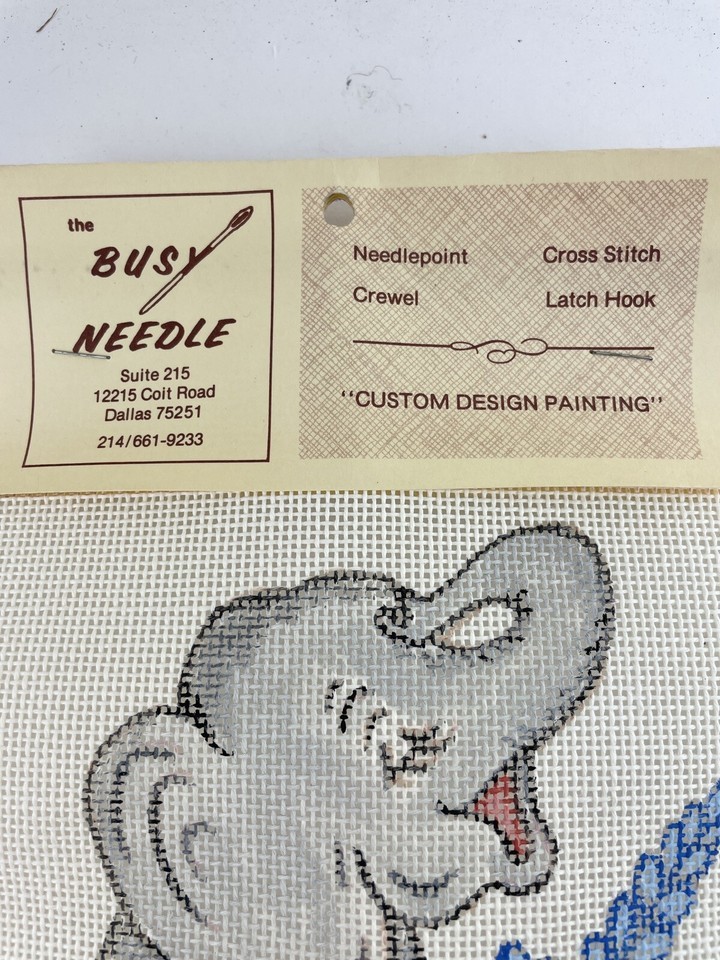 the
BUSY
NEEDLE
Suite 215
12215 Coit Road
Dallas 75251
214/661-9233
Needlepoint Cross Stitch
Crewel Latch Hook
"CUSTOM DESIGN PAINTING"